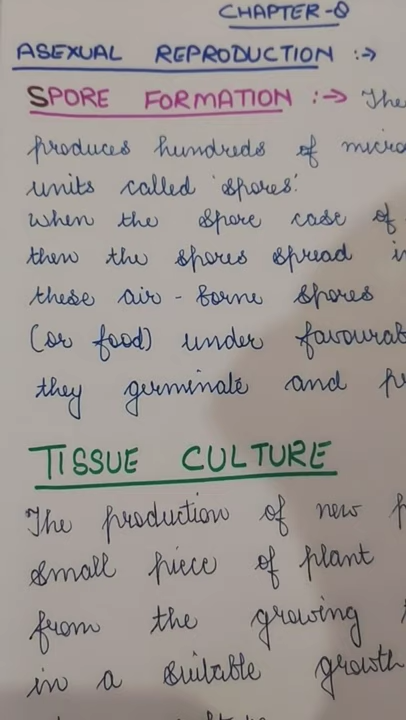 CHAPTER-8
ASEXUAL REPRODUCTION :→
SPORE FORMATION :→ The
produces hundreds of micro
units called 'spores'.
When the spore case of
then the spores spread in
these air-borne spores
(or food) under favourab
they germinate and p
TISSUE CULTURE
The production of new p
small piece of plant
from the growing
in a suitable growth